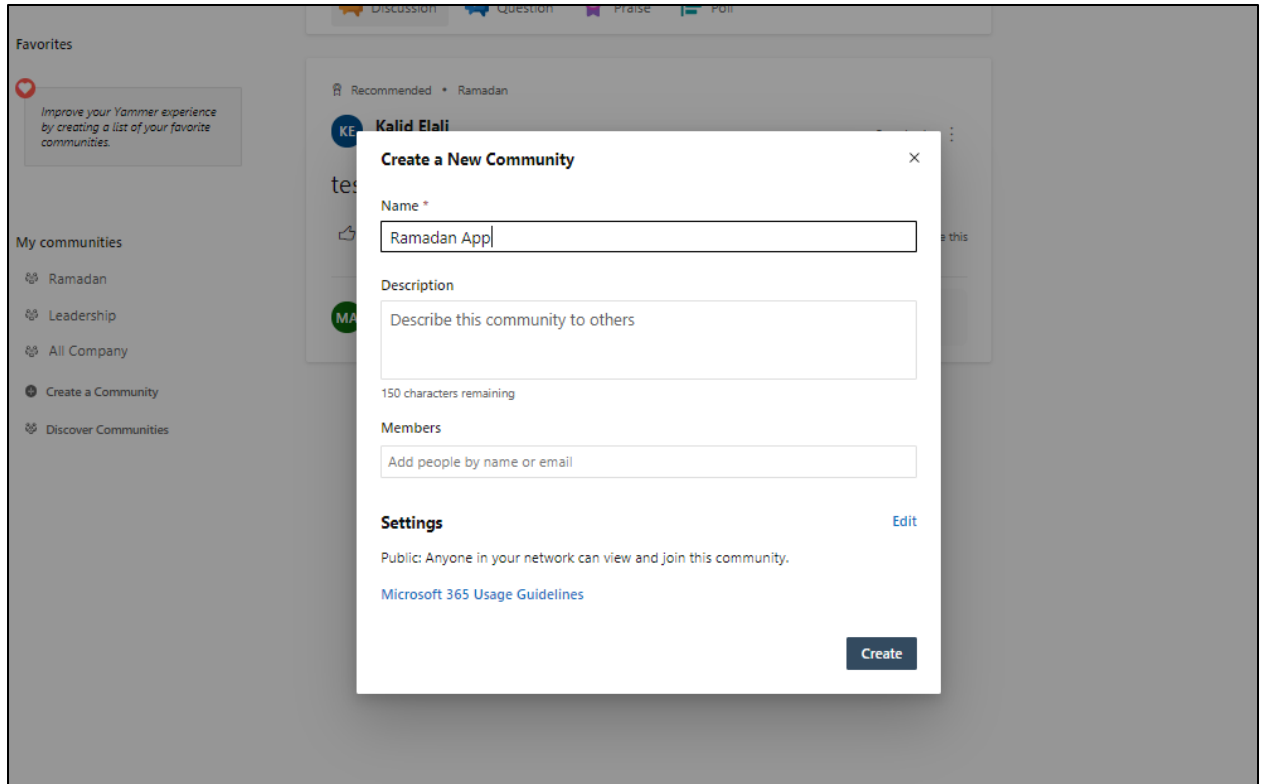 Discussion Question Praise Poll
Favorites
Improve your Yammer experience
by creating a list of your favorite
communities.
My communities
Ramadan
Leadership
All Company
Create a Community
Discover Communities
Recommended • Ramadan
KE Kalid Elali
tes
e this
MA
Create a New Community
Name *
Ramadan App
Description
Describe this community to others
150 characters remaining
Members
Add people by name or email
Settings Edit
Public: Anyone in your network can view and join this community.
Microsoft 365 Usage Guidelines
Create